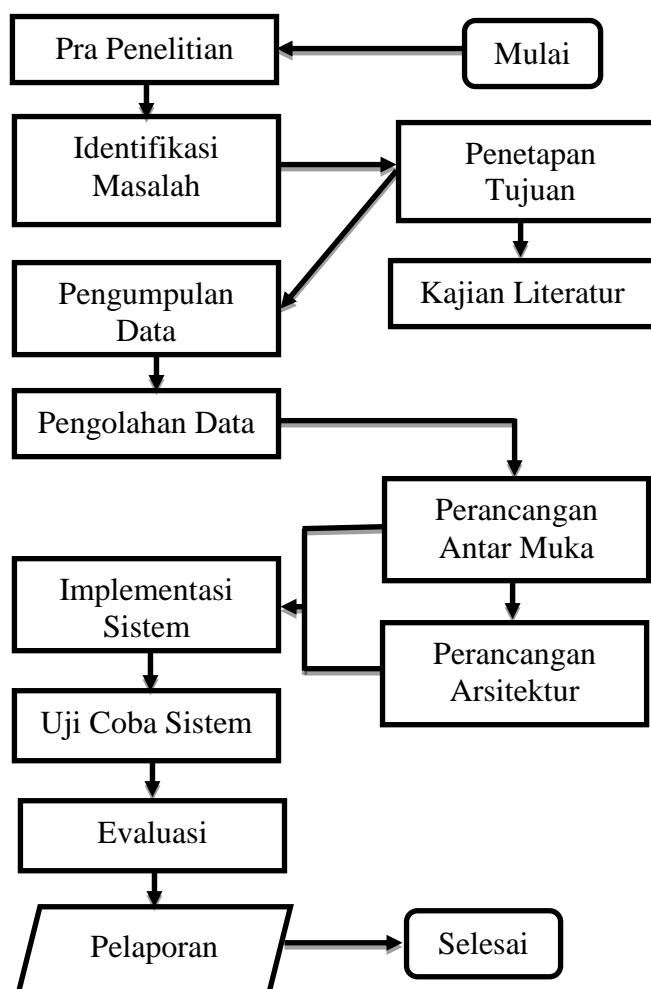 Pra Penelitian
Mulai
Identifikasi
Masalah
Penetapan
Tujuan
Kajian Literatur
Pengumpulan
Data
Pengolahan Data
Perancangan
Antar Muka
Implementasi
Sistem
Perancangan
Arsitektur
Uji Coba Sistem
Evaluasi
Pelaporan
Selesai